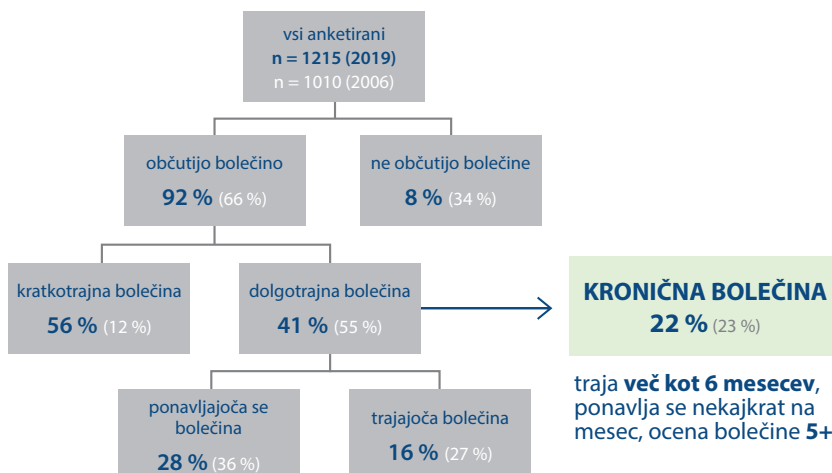 vsi anketirani
n = 1215 (2019)
n = 1010 (2006)
občutijo bolečino
92 % (66 %)
ne občutijo bolečine
8 % (34 %)
kratkotrajna bolečina
56 % (12 %)
dolgotrajna bolečina
41 % (55 %)
KRONIČNA BOLEČINA
22 % (23 %)
traja več kot 6 mesecev,
ponavlja se nekajkrat na
mesec, ocena bolečine 5+
ponavljajoča se
bolečina
28 % (36 %)
trajajoča bolečina
16 % (27 %)